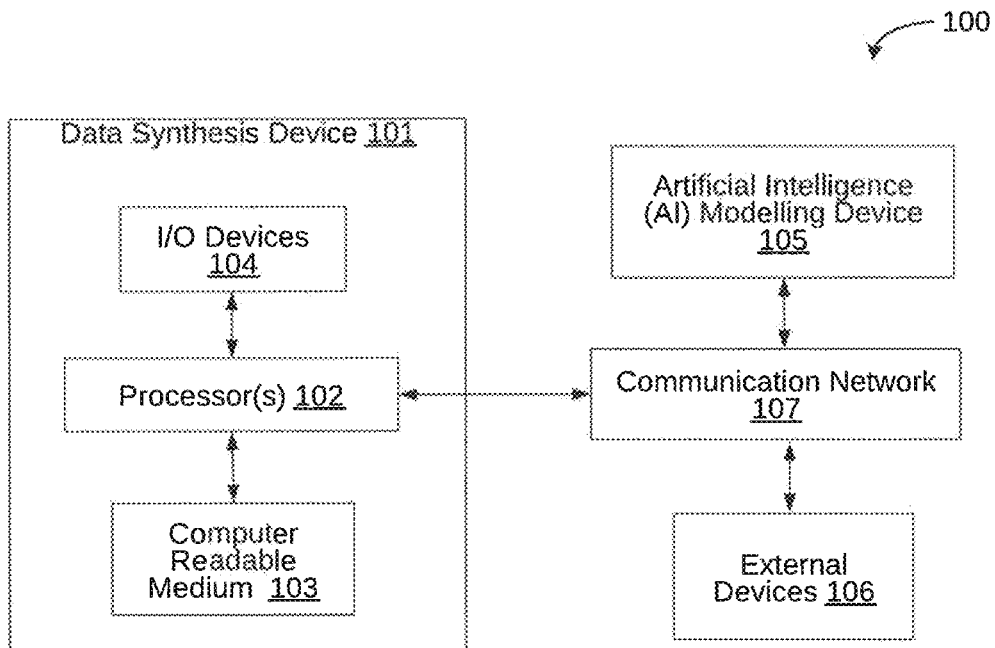 100
Data Synthesis Device 101
I/O Devices
104
Processor(s) 102
Computer
Readable
Medium 103
Artificial Intelligence
(AI) Modelling Device
105
Communication Network
107
External
Devices 106